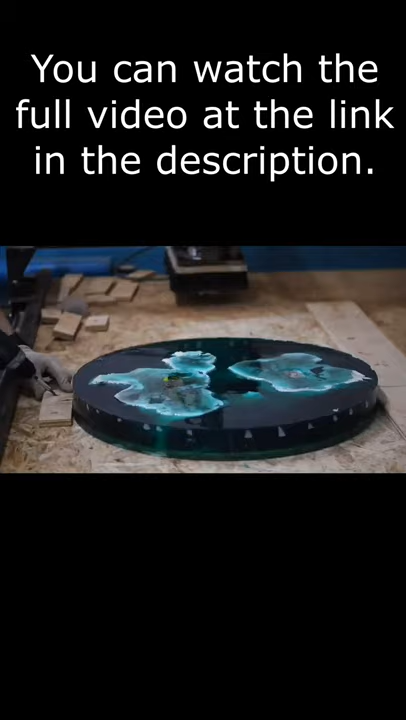 You can watch the
full video at the link
in the description.